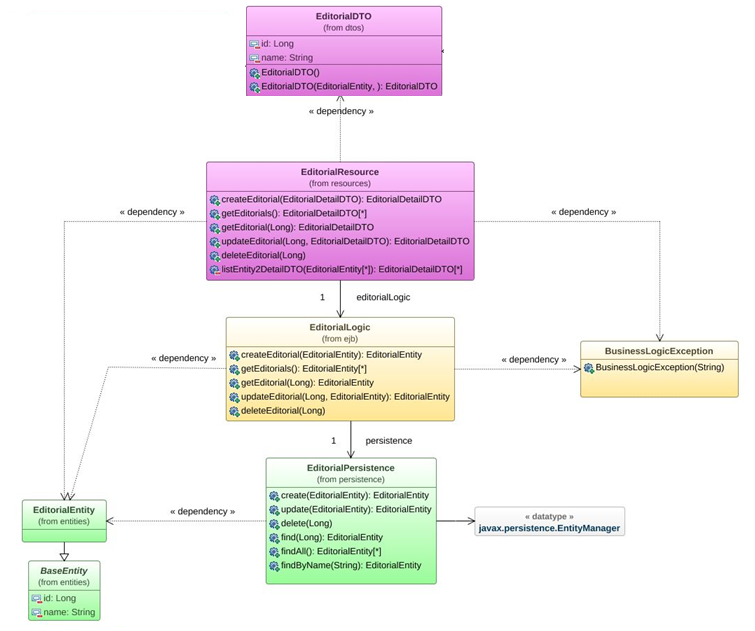 EditorialDTO
(from dtos)
id: Long
name: String
EditorialDTO()
EditorialDTO(EditorialEntity, ): EditorialDTO
« dependency »
EditorialResource
(from resources)
createEditorial(EditorialDetailDTO): EditorialDetailDTO
getEditorials(): EditorialDetailDTO[*]
getEditorial(Long): EditorialDetailDTO
updateEditorial(Long, EditorialDetailDTO): EditorialDetailDTO
deleteEditorial(Long)
listEntity2DetailDTO(EditorialEntity[*]): EditorialDetailDTO[*]
« dependency »
« dependency »
1
editorialLogic
EditorialLogic
(from ejb)
createEditorial(EditorialEntity): EditorialEntity
getEditorials(): EditorialEntity[*]
getEditorial(Long): EditorialEntity
updateEditorial(Long, EditorialEntity): EditorialEntity
deleteEditorial(Long)
« dependency »
« dependency »
BusinessLogicException
BusinessLogicException(String)
1
persistence
EditorialPersistence
(from persistence)
create(EditorialEntity): EditorialEntity
update(EditorialEntity): EditorialEntity
delete(Long)
find(Long): EditorialEntity
findAll(): EditorialEntity[*]
findByName(String): EditorialEntity
« dependency »
« datatype »
javax.persistence.EntityManager
EditorialEntity
(from entities)
BaseEntity
(from entities)
id: Long
name: String